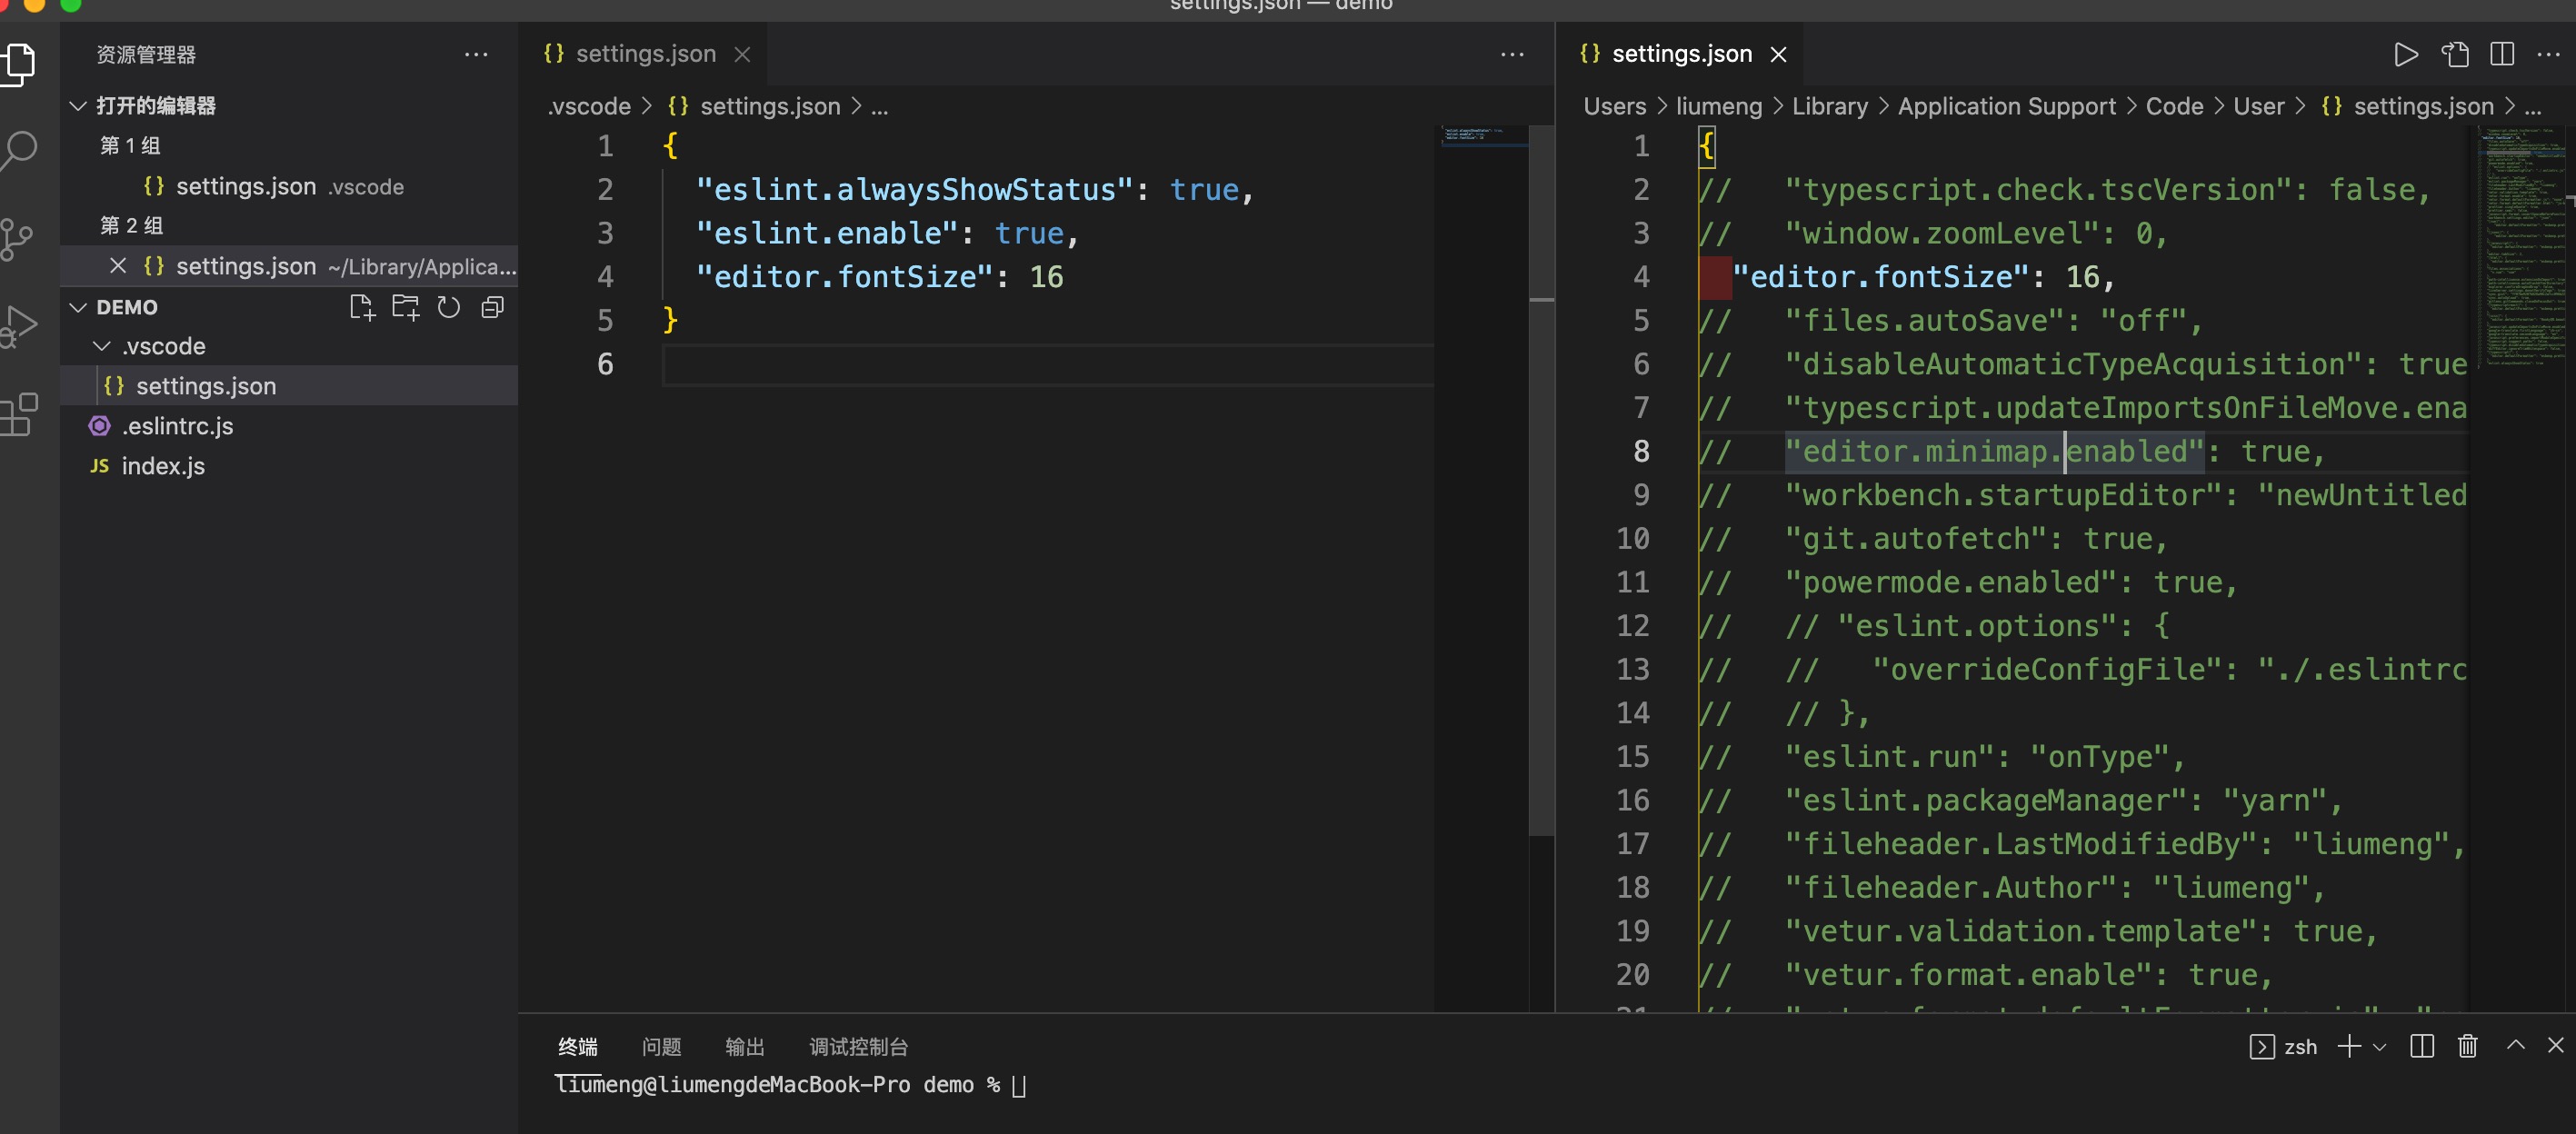 settings.json — demo
资源管理器
打开的编辑器
第 1 组
settings.json .vscode
第 2 组
settings.json ~/Library/Applica...
DEMO
.vscode
settings.json
.eslintrc.js
JS index.js
settings.json
.vscode > {} settings.json > ...
1 {
2 "eslint.alwaysShowStatus": true,
3 "eslint.enable": true,
4 "editor.fontSize": 16
5 }
6
settings.json
Users > liumeng > Library > Application Support > Code > User > {} settings.json > ...
1 {
2 // "typescript.check.tscVersion": false,
3 // "window.zoomLevel": 0,
4 "editor.fontSize": 16,
5 // "files.autoSave": "off",
6 // "disableAutomaticTypeAcquisition": true
7 // "typescript.updateImportsOnFileMove.ena
8 // "editor.minimap.enabled": true,
9 // "workbench.startupEditor": "newUntitled
10 // "git.autofetch": true,
11 // "powermode.enabled": true,
12 // // "eslint.options": {
13 // // "overrideConfigFile": "./.eslintrc
14 // // },
15 // "eslint.run": "onType",
16 // "eslint.packageManager": "yarn",
17 // "fileheader.LastModifiedBy": "liumeng",
18 // "fileheader.Author": "liumeng",
19 // "vetur.validation.template": true,
20 // "vetur.format.enable": true,
终端 问题 输出 调试控制台
zsh
liumeng@liumengdeMacBook-Pro demo %